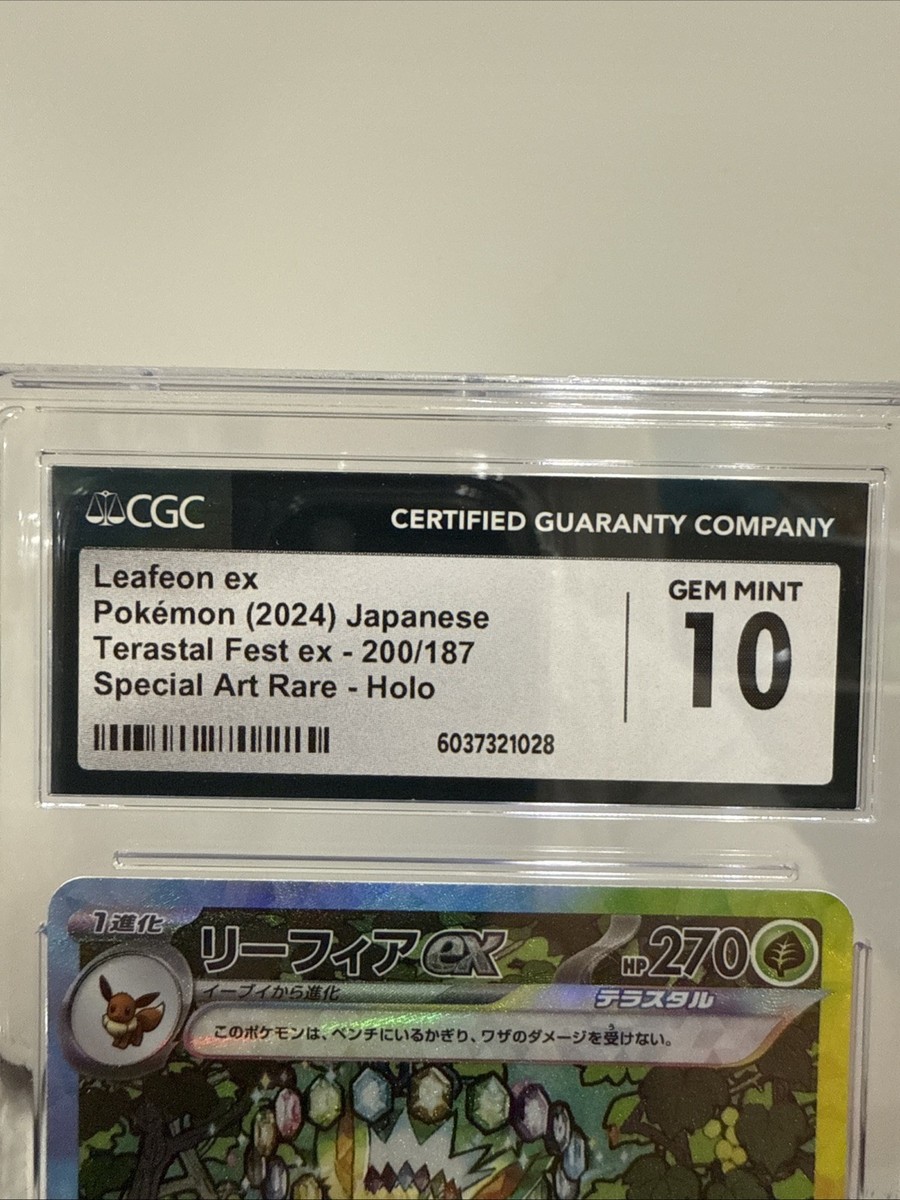 CGC
CERTIFIED GUARANTY COMPANY
Leafeon ex
Pokémon (2024) Japanese
Terastal Fest ex - 200/187
Special Art Rare - Holo
6037321028
GEM MINT
10
1進化
リーフィアex
HP 270
イーブイから進化
テラスタル
このポケモンは、ベンチにいるかぎり、ワザのダメージを受けない。